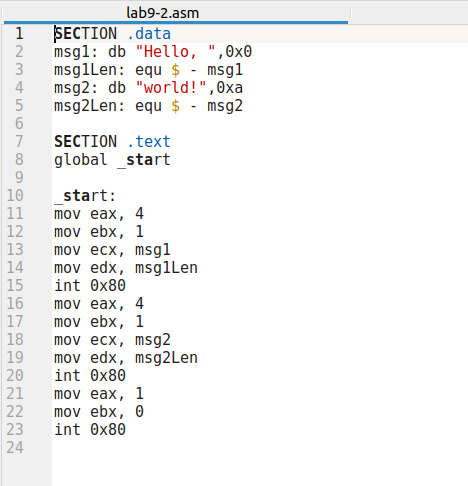 lab9-2.asm
1 SECTION .data
2 msg1: db "Hello, ",0x0
3 msg1Len: equ $ - msg1
4 msg2: db "world!",0xa
5 msg2Len: equ $ - msg2
6
7 SECTION .text
8 global _start
9
10 _start:
11 mov eax, 4
12 mov ebx, 1
13 mov ecx, msg1
14 mov edx, msg1Len
15 int 0x80
16 mov eax, 4
17 mov ebx, 1
18 mov ecx, msg2
19 mov edx, msg2Len
20 int 0x80
21 mov eax, 1
22 mov ebx, 0
23 int 0x80
24